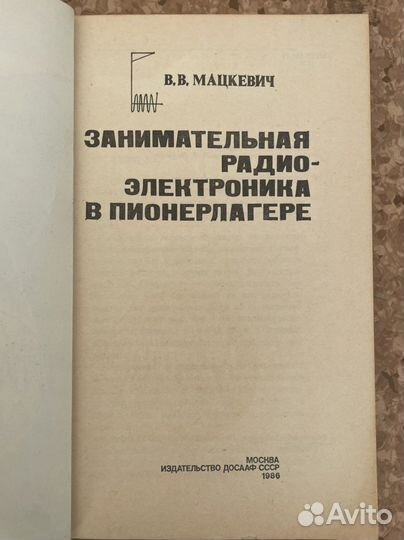 В.В. МАЦКЕВИЧ
ЗАНИМАТЕЛЬНАЯ
РАДИО-
ЭЛЕКТРОНИКА
В ПИОНЕРЛАГЕРЕ
МОСКВА
ИЗДАТЕЛЬСТВО ДОСААФ СССР
1986
Avito